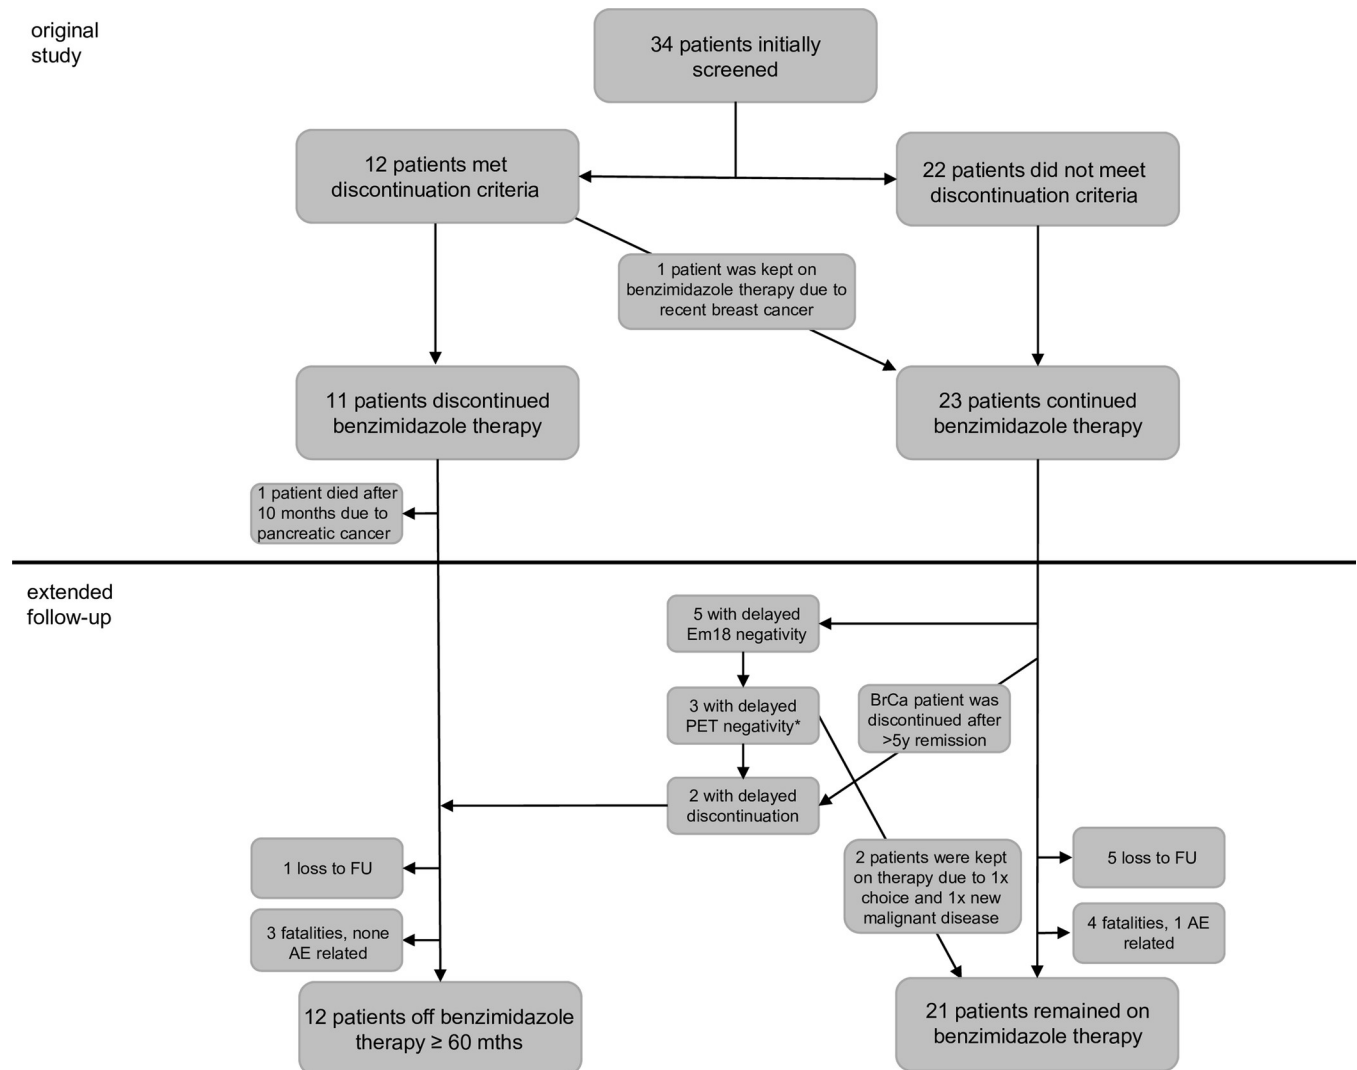 original
study
34 patients initially
screened
12 patients met
discontinuation criteria
22 patients did not meet
discontinuation criteria
1 patient was kept on
benzimidazole therapy due to
recent breast cancer
11 patients discontinued
benzimidazole therapy
23 patients continued
benzimidazole therapy
1 patient died after
10 months due to
pancreatic cancer
extended
follow-up
5 with delayed
Em18 negativity
3 with delayed
PET negativity*
BrCa patient was
discontinued after
>5y remission
2 with delayed
discontinuation
1 loss to FU
2 patients were kept
on therapy due to 1x
choice and 1x new
malignant disease
5 loss to FU
3 fatalities, none
AE related
4 fatalities, 1 AE
related
12 patients off benzimidazole
therapy ≥ 60 mths
21 patients remained on
benzimidazole therapy